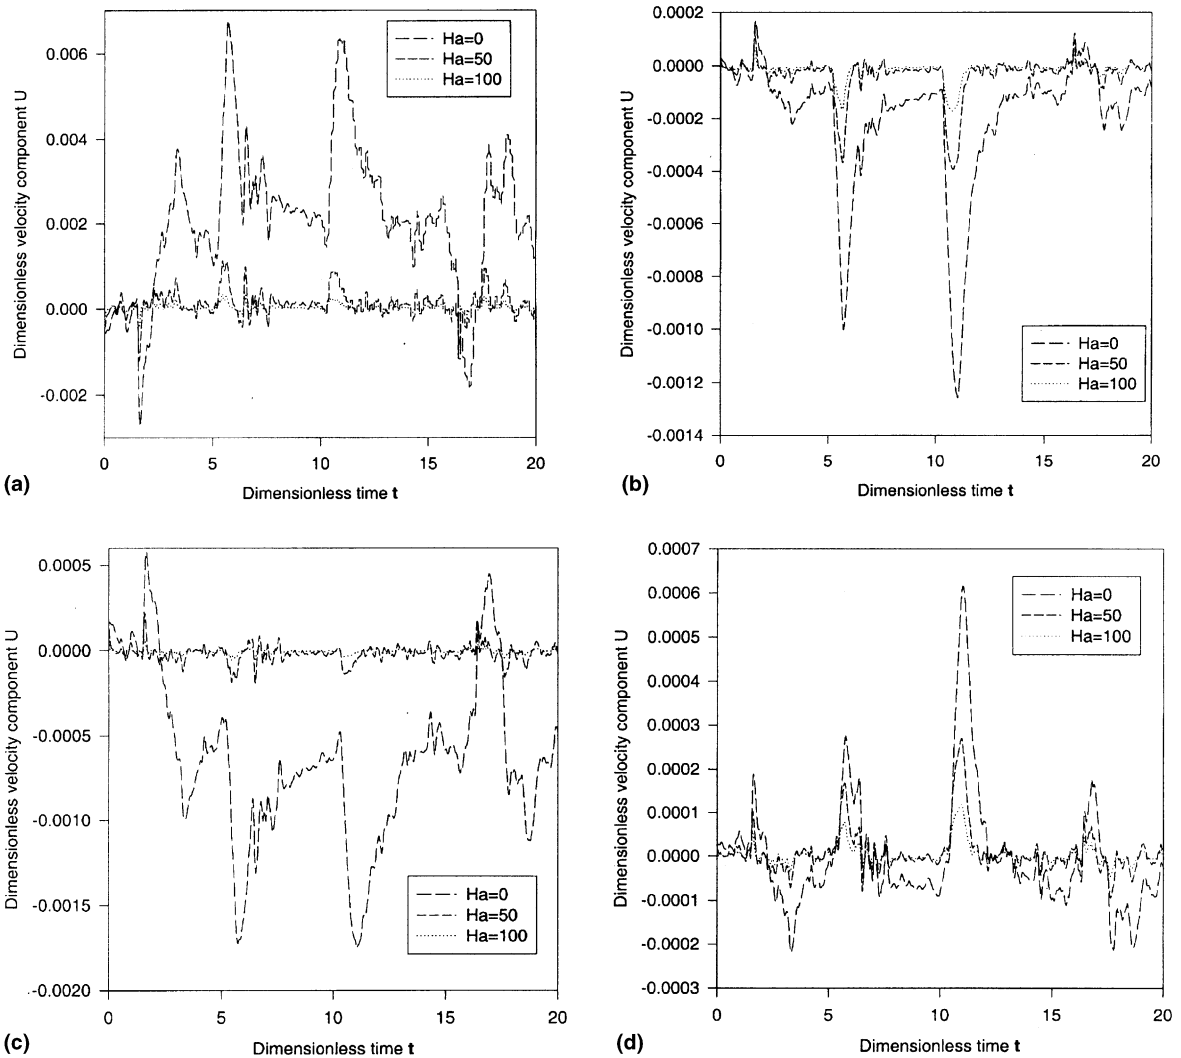 Dimensionless velocity component U
0.006
0.004
0.002
0.000
-0.002
Ha=0
Ha=50
Ha=100
0 5 10 15 20
(a) Dimensionless time t
Dimensionless velocity component U
0.0002
0.0000
-0.0002
-0.0004
-0.0006
-0.0008
-0.0010
-0.0012
-0.0014
Ha=0
Ha=50
Ha=100
0 5 10 15 20
(b) Dimensionless time t
Dimensionless velocity component U
0.0005
0.0000
-0.0005
-0.0010
-0.0015
-0.0020
Ha=0
Ha=50
Ha=100
0 5 10 15 20
(c) Dimensionless time t
Dimensionless velocity component U
0.0007
0.0006
0.0005
0.0004
0.0003
0.0002
0.0001
0.0000
-0.0001
-0.0002
-0.0003
Ha=0
Ha=50
Ha=100
0 5 10 15 20
(d) Dimensionless time t